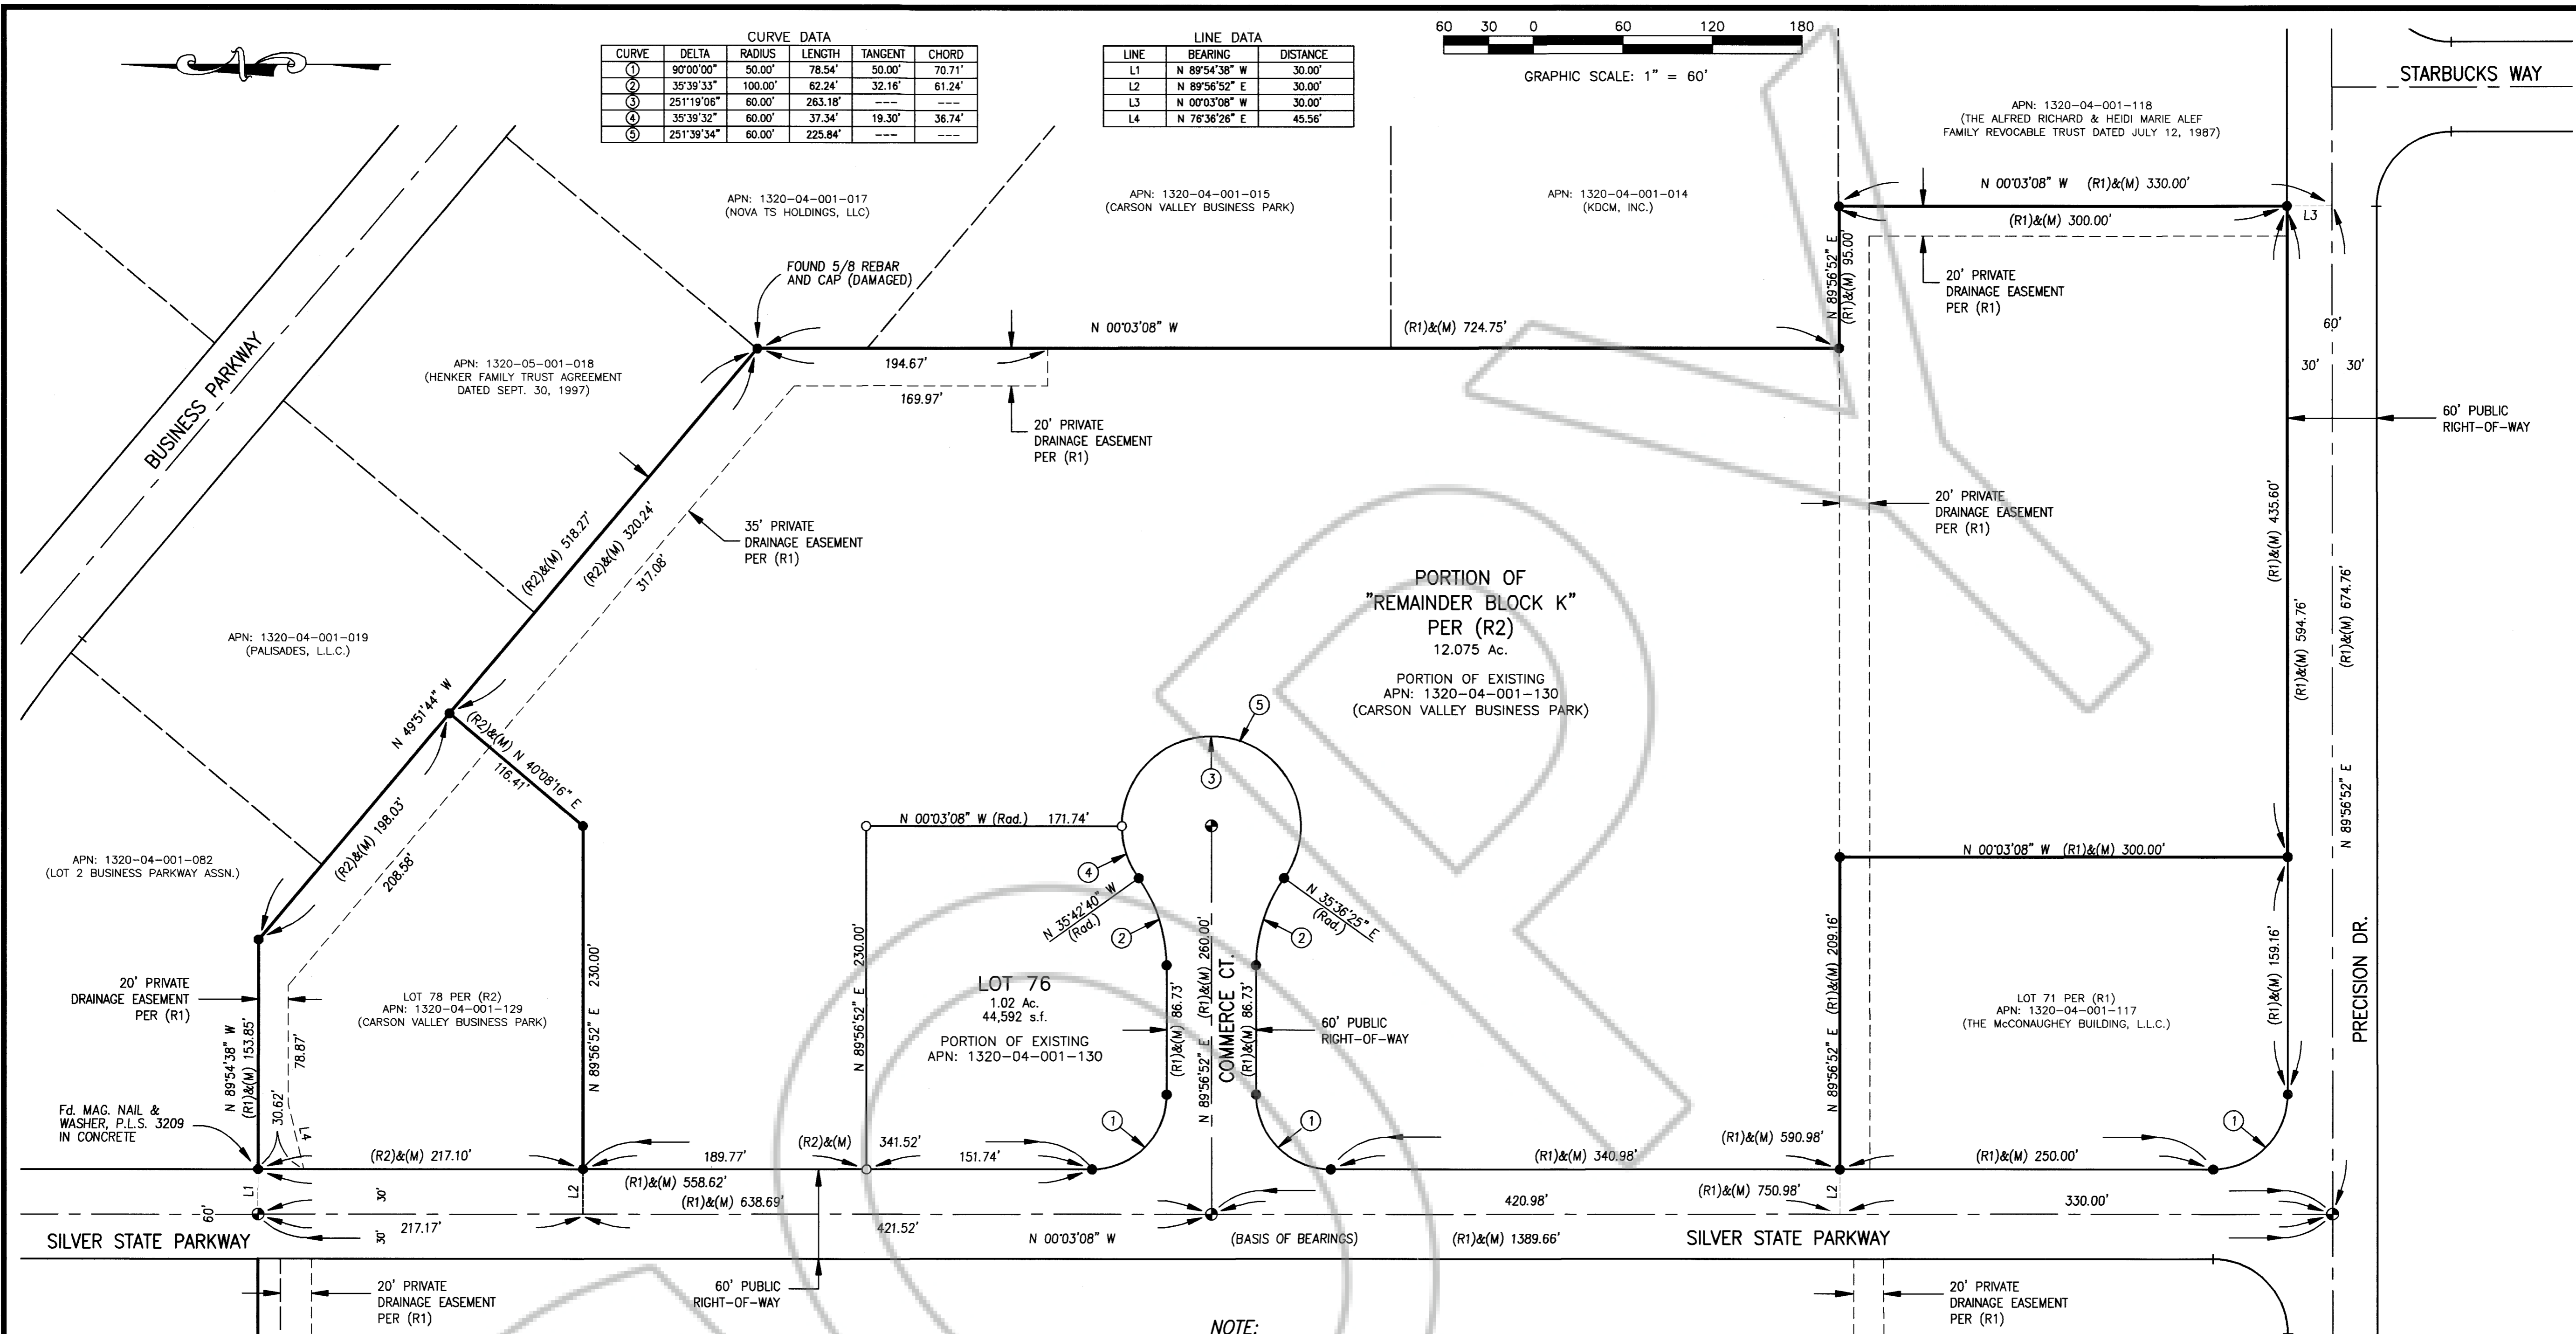 CURVE DATA
CURVE DELTA RADIUS LENGTH TANGENT CHORD
1 90°00'00" 50.00' 78.54' 50.00' 70.71'
2 35°39'33" 100.00' 62.24' 32.16' 61.24'
3 251°19'06" 60.00' 263.18' --- ---
4 35°39'32" 60.00' 37.34' 19.30' 36.74'
5 251°39'34" 60.00' 225.84' --- ---
LINE DATA
LINE BEARING DISTANCE
L1 N 89°54'38" W 30.00'
L2 N 89°56'52" E 30.00'
L3 N 00°03'08" W 30.00'
L4 N 76°36'26" E 45.56'
60 30 0 60 120 180
GRAPHIC SCALE: 1" = 60'
STARBUCKS WAY
APN: 1320-04-001-118
(THE ALFRED RICHARD & HEIDI MARIE ALEF
FAMILY REVOCABLE TRUST DATED JULY 12, 1987)
N 00°03'08" W (R1)&(M) 330.00'
(R1)&(M) 300.00'
L3
APN: 1320-04-001-017
(NOVA TS HOLDINGS, LLC)
APN: 1320-04-001-015
(CARSON VALLEY BUSINESS PARK)
APN: 1320-04-001-014
(KDCM, INC.)
N 89°56'52" E
(R1)&(M) 95.00'
20' PRIVATE
DRAINAGE EASEMENT
PER (R1)
FOUND 5/8 REBAR
AND CAP (DAMAGED)
N 00°03'08" W
(R1)&(M) 724.75'
194.67'
169.97'
20' PRIVATE
DRAINAGE EASEMENT
PER (R1)
60'
30'
30'
60' PUBLIC
RIGHT-OF-WAY
BUSINESS PARKWAY
APN: 1320-05-001-018
(HENKER FAMILY TRUST AGREEMENT
DATED SEPT. 30, 1997)
(R2)&(M) 518.27'
(R2)&(M) 320.24'
317.08'
35' PRIVATE
DRAINAGE EASEMENT
PER (R1)
20' PRIVATE
DRAINAGE EASEMENT
PER (R1)
(R1)&(M) 435.60'
(R1)&(M) 594.76'
(R1)&(M) 674.76'
N 89°56'52" E
PRECISION DR.
PORTION OF
"REMAINDER BLOCK K"
PER (R2)
12.075 Ac.
PORTION OF EXISTING
APN: 1320-04-001-130
(CARSON VALLEY BUSINESS PARK)
APN: 1320-04-001-019
(PALISADES, L.L.C.)
N 49°51'44" W
(R2)&(M) N 40°08'16" E
116.41'
(R2)&(M) 198.03'
208.58'
APN: 1320-04-001-082
(LOT 2 BUSINESS PARKWAY ASSN.)
5
3
4
2
2
1
1
1
N 00°03'08" W (Rad.) 171.74'
N 35°42'40" W
(Rad.)
N 35°36'25" E
(Rad.)
N 00°03'08" W (R1)&(M) 300.00'
20' PRIVATE
DRAINAGE EASEMENT
PER (R1)
LOT 78 PER (R2)
APN: 1320-04-001-129
(CARSON VALLEY BUSINESS PARK)
N 89°54'38" W
(R1)&(M) 153.85'
78.87'
30.62'
L4
N 89°56'52" E 230.00'
N 89°56'52" E 230.00'
LOT 76
1.02 Ac.
44,592 s.f.
PORTION OF EXISTING
APN: 1320-04-001-130
(R1)&(M) 86.73'
N 89°56'52" E (R1)&(M) 260.00'
COMMERCE CT.
(R1)&(M) 86.73'
60' PUBLIC
RIGHT-OF-WAY
N 89°56'52" E (R1)&(M) 209.16'
LOT 71 PER (R1)
APN: 1320-04-001-117
(THE McCONAUGHEY BUILDING, L.L.C.)
(R1)&(M) 159.16'
Fd. MAG. NAIL &
WASHER, P.L.S. 3209
IN CONCRETE
(R2)&(M) 217.10'
189.77'
(R2)&(M) 341.52'
151.74'
(R1)&(M) 340.98'
(R1)&(M) 590.98'
(R1)&(M) 250.00'
L1
L2
L2
60'
30'
30'
(R1)&(M) 558.62'
(R1)&(M) 638.69'
217.17'
421.52'
420.98'
(R1)&(M) 750.98'
330.00'
SILVER STATE PARKWAY
N 00°03'08" W (BASIS OF BEARINGS) (R1)&(M) 1389.66'
SILVER STATE PARKWAY
20' PRIVATE
DRAINAGE EASEMENT
PER (R1)
60' PUBLIC
RIGHT-OF-WAY
20' PRIVATE
DRAINAGE EASEMENT
PER (R1)
NOTE: